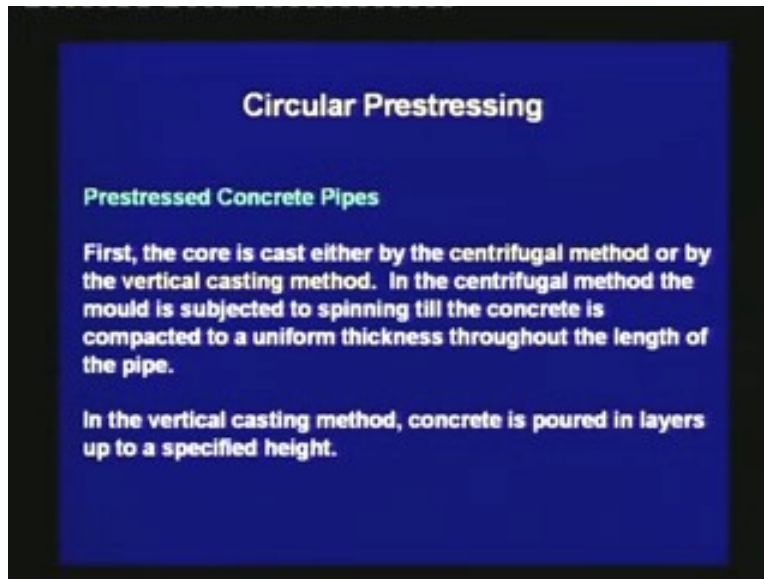 Circular Prestressing
Prestressed Concrete Pipes
First, the core is cast either by the centrifugal method or by
the vertical casting method. In the centrifugal method the
mould is subjected to spinning till the concrete is
compacted to a uniform thickness throughout the length of
the pipe.
In the vertical casting method, concrete is poured in layers
up to a specified height.